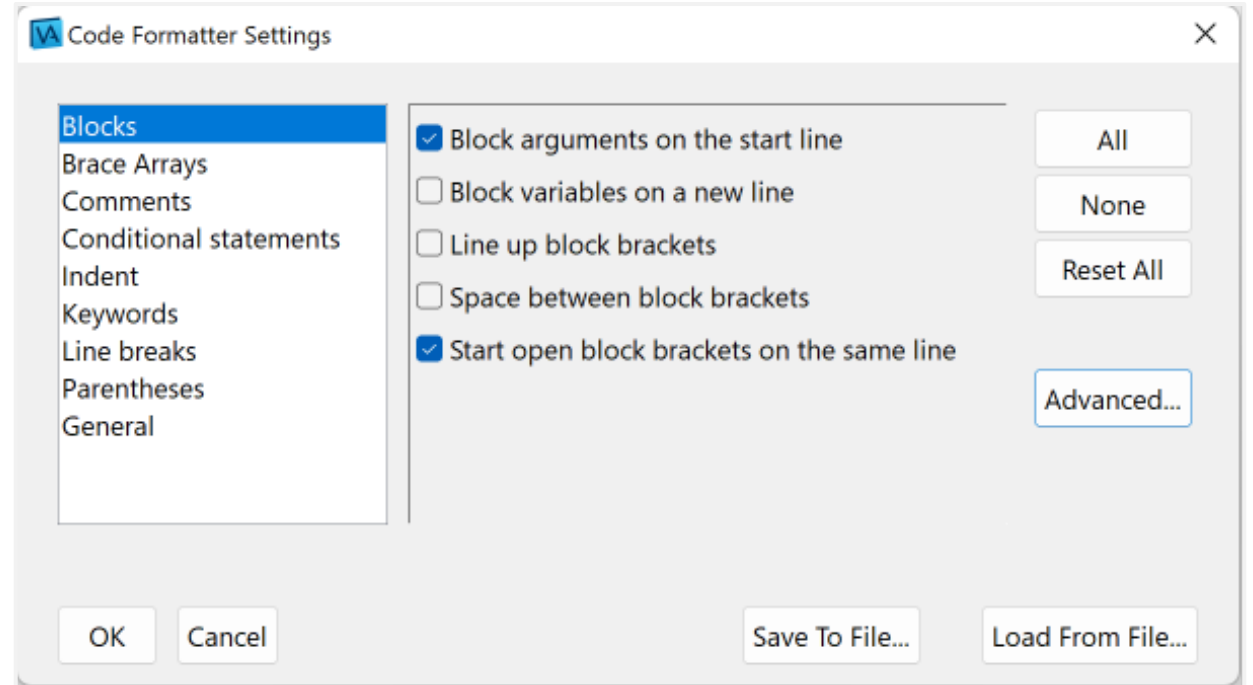 VA Code Formatter Settings
Blocks
Brace Arrays
Comments
Conditional statements
Indent
Keywords
Line breaks
Parentheses
General
Block arguments on the start line
Block variables on a new line
Line up block brackets
Space between block brackets
Start open block brackets on the same line
All
None
Reset All
Advanced...
OK
Cancel
Save To File...
Load From File...